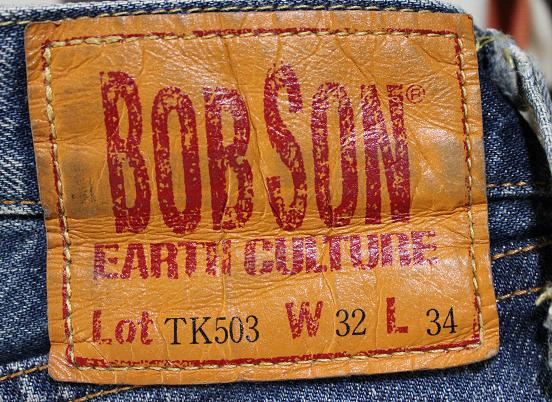 BOBSON®
EARTH CULTURE
Lot TK503 W 32 L 34